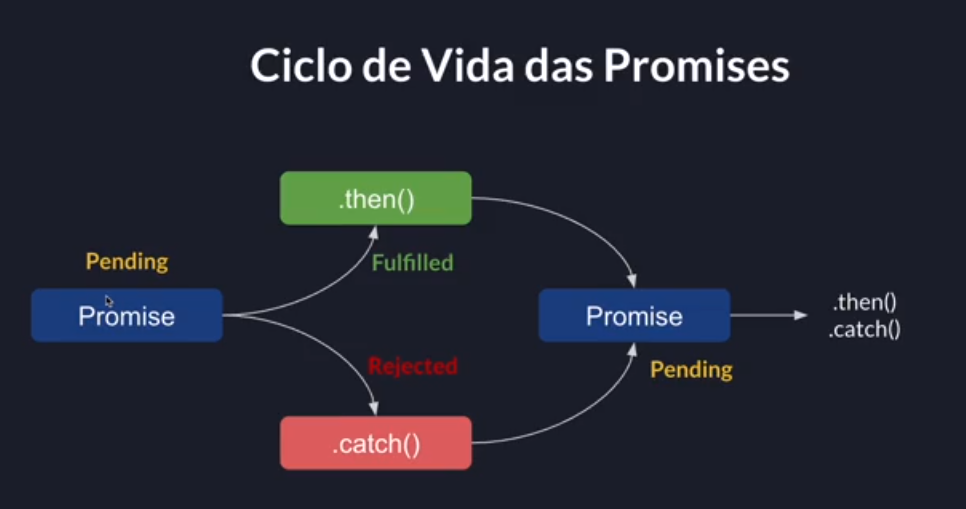 Ciclo de Vida das Promises
.then()
Pending
Fulfilled
Promise
Promise
.then()
.catch()
Rejected
Pending
.catch()